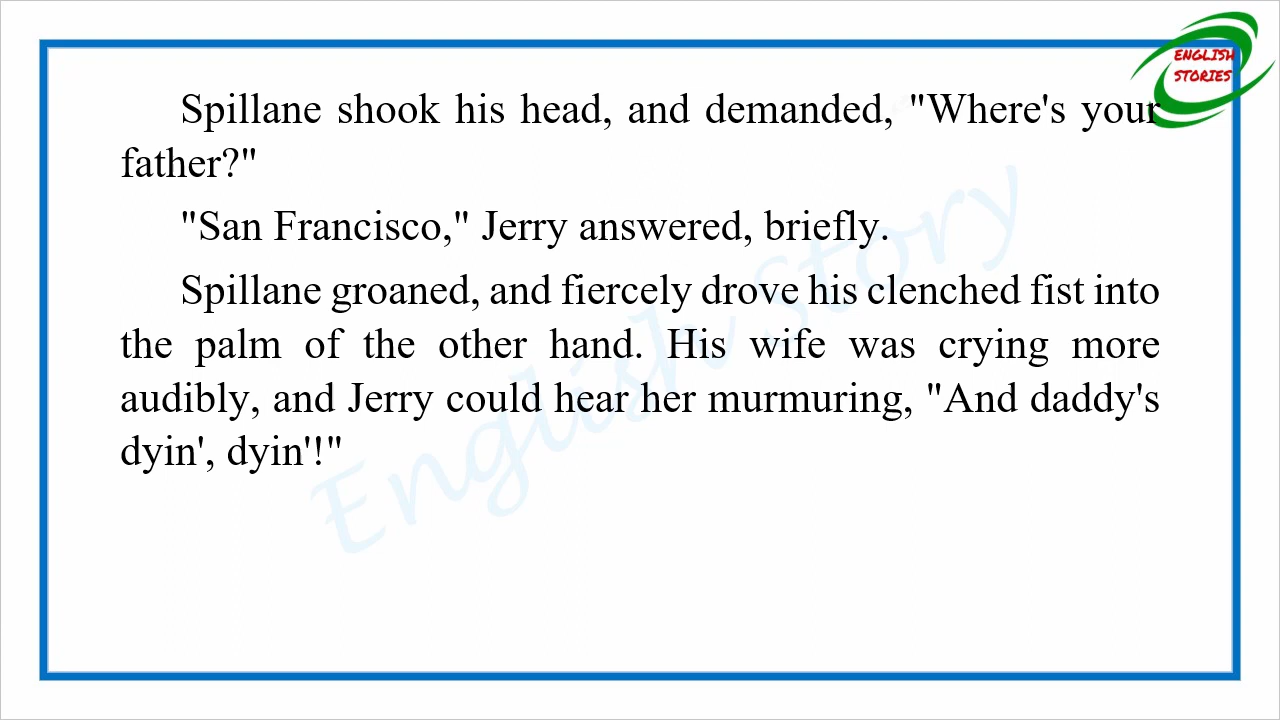 ENGLISH
STORIES
Spillane shook his head, and demanded, "Where's your
father?"
"San Francisco," Jerry answered, briefly.
Spillane groaned, and fiercely drove his clenched fist into
the palm of the other hand. His wife was crying more
audibly, and Jerry could hear her murmuring, "And daddy's
dyin', dyin'!"
English Story